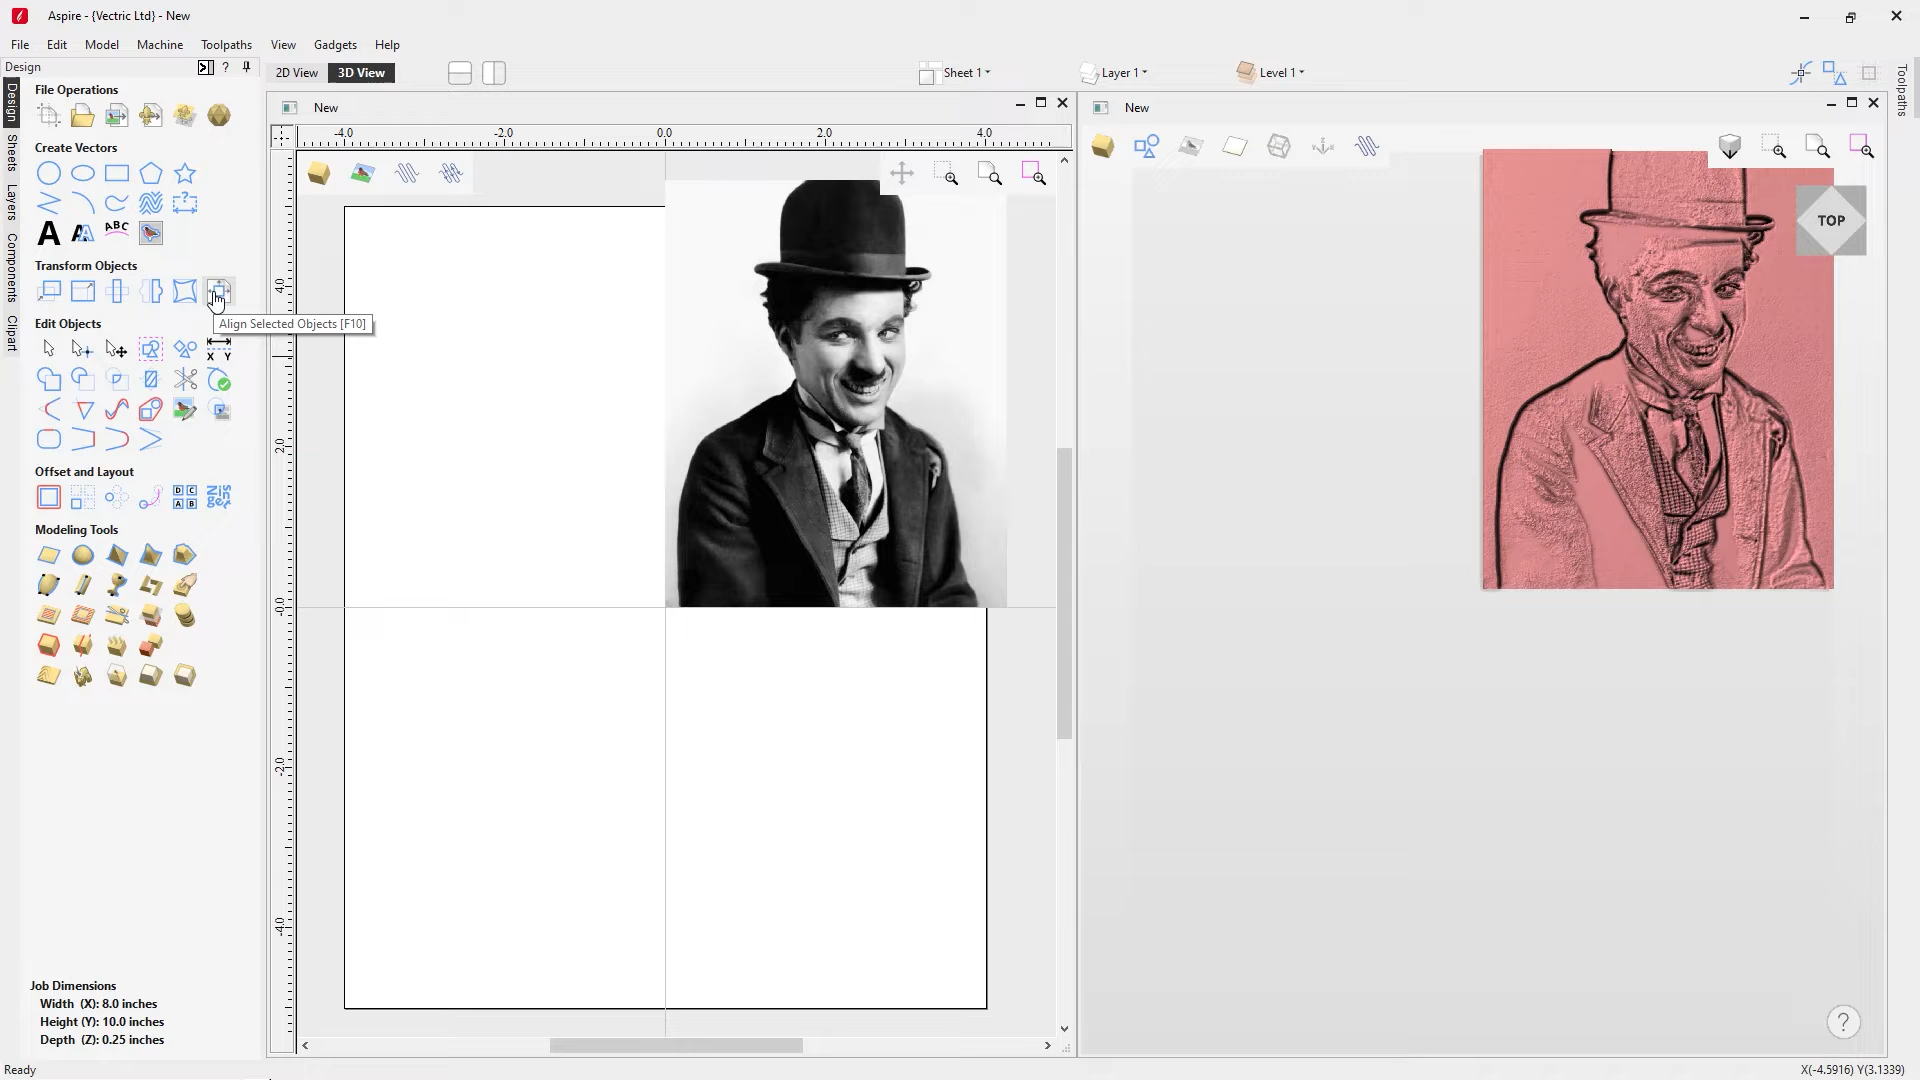 Aspire - {Vectric Ltd} - New
File Edit Model Machine Toolpaths View Gadgets Help
Design
2D View 3D View
Sheet 1
Layer 1
Level 1
Design
Sheets
Layers
Components
Clipart
File Operations
Create Vectors
A A ABC
Transform Objects
Align Selected Objects [F10]
Edit Objects
X Y
Offset and Layout
D C
A B
Modeling Tools
Job Dimensions
Width (X): 8.0 inches
Height (Y): 10.0 inches
Depth (Z): 0.25 inches
Ready
New
-4.0 -2.0 0.0 2.0 4.0
4.0
2.0
-0.0
-2.0
-4.0
New
TOP
Toolpaths
?
X(-4.5916) Y(3.1339)